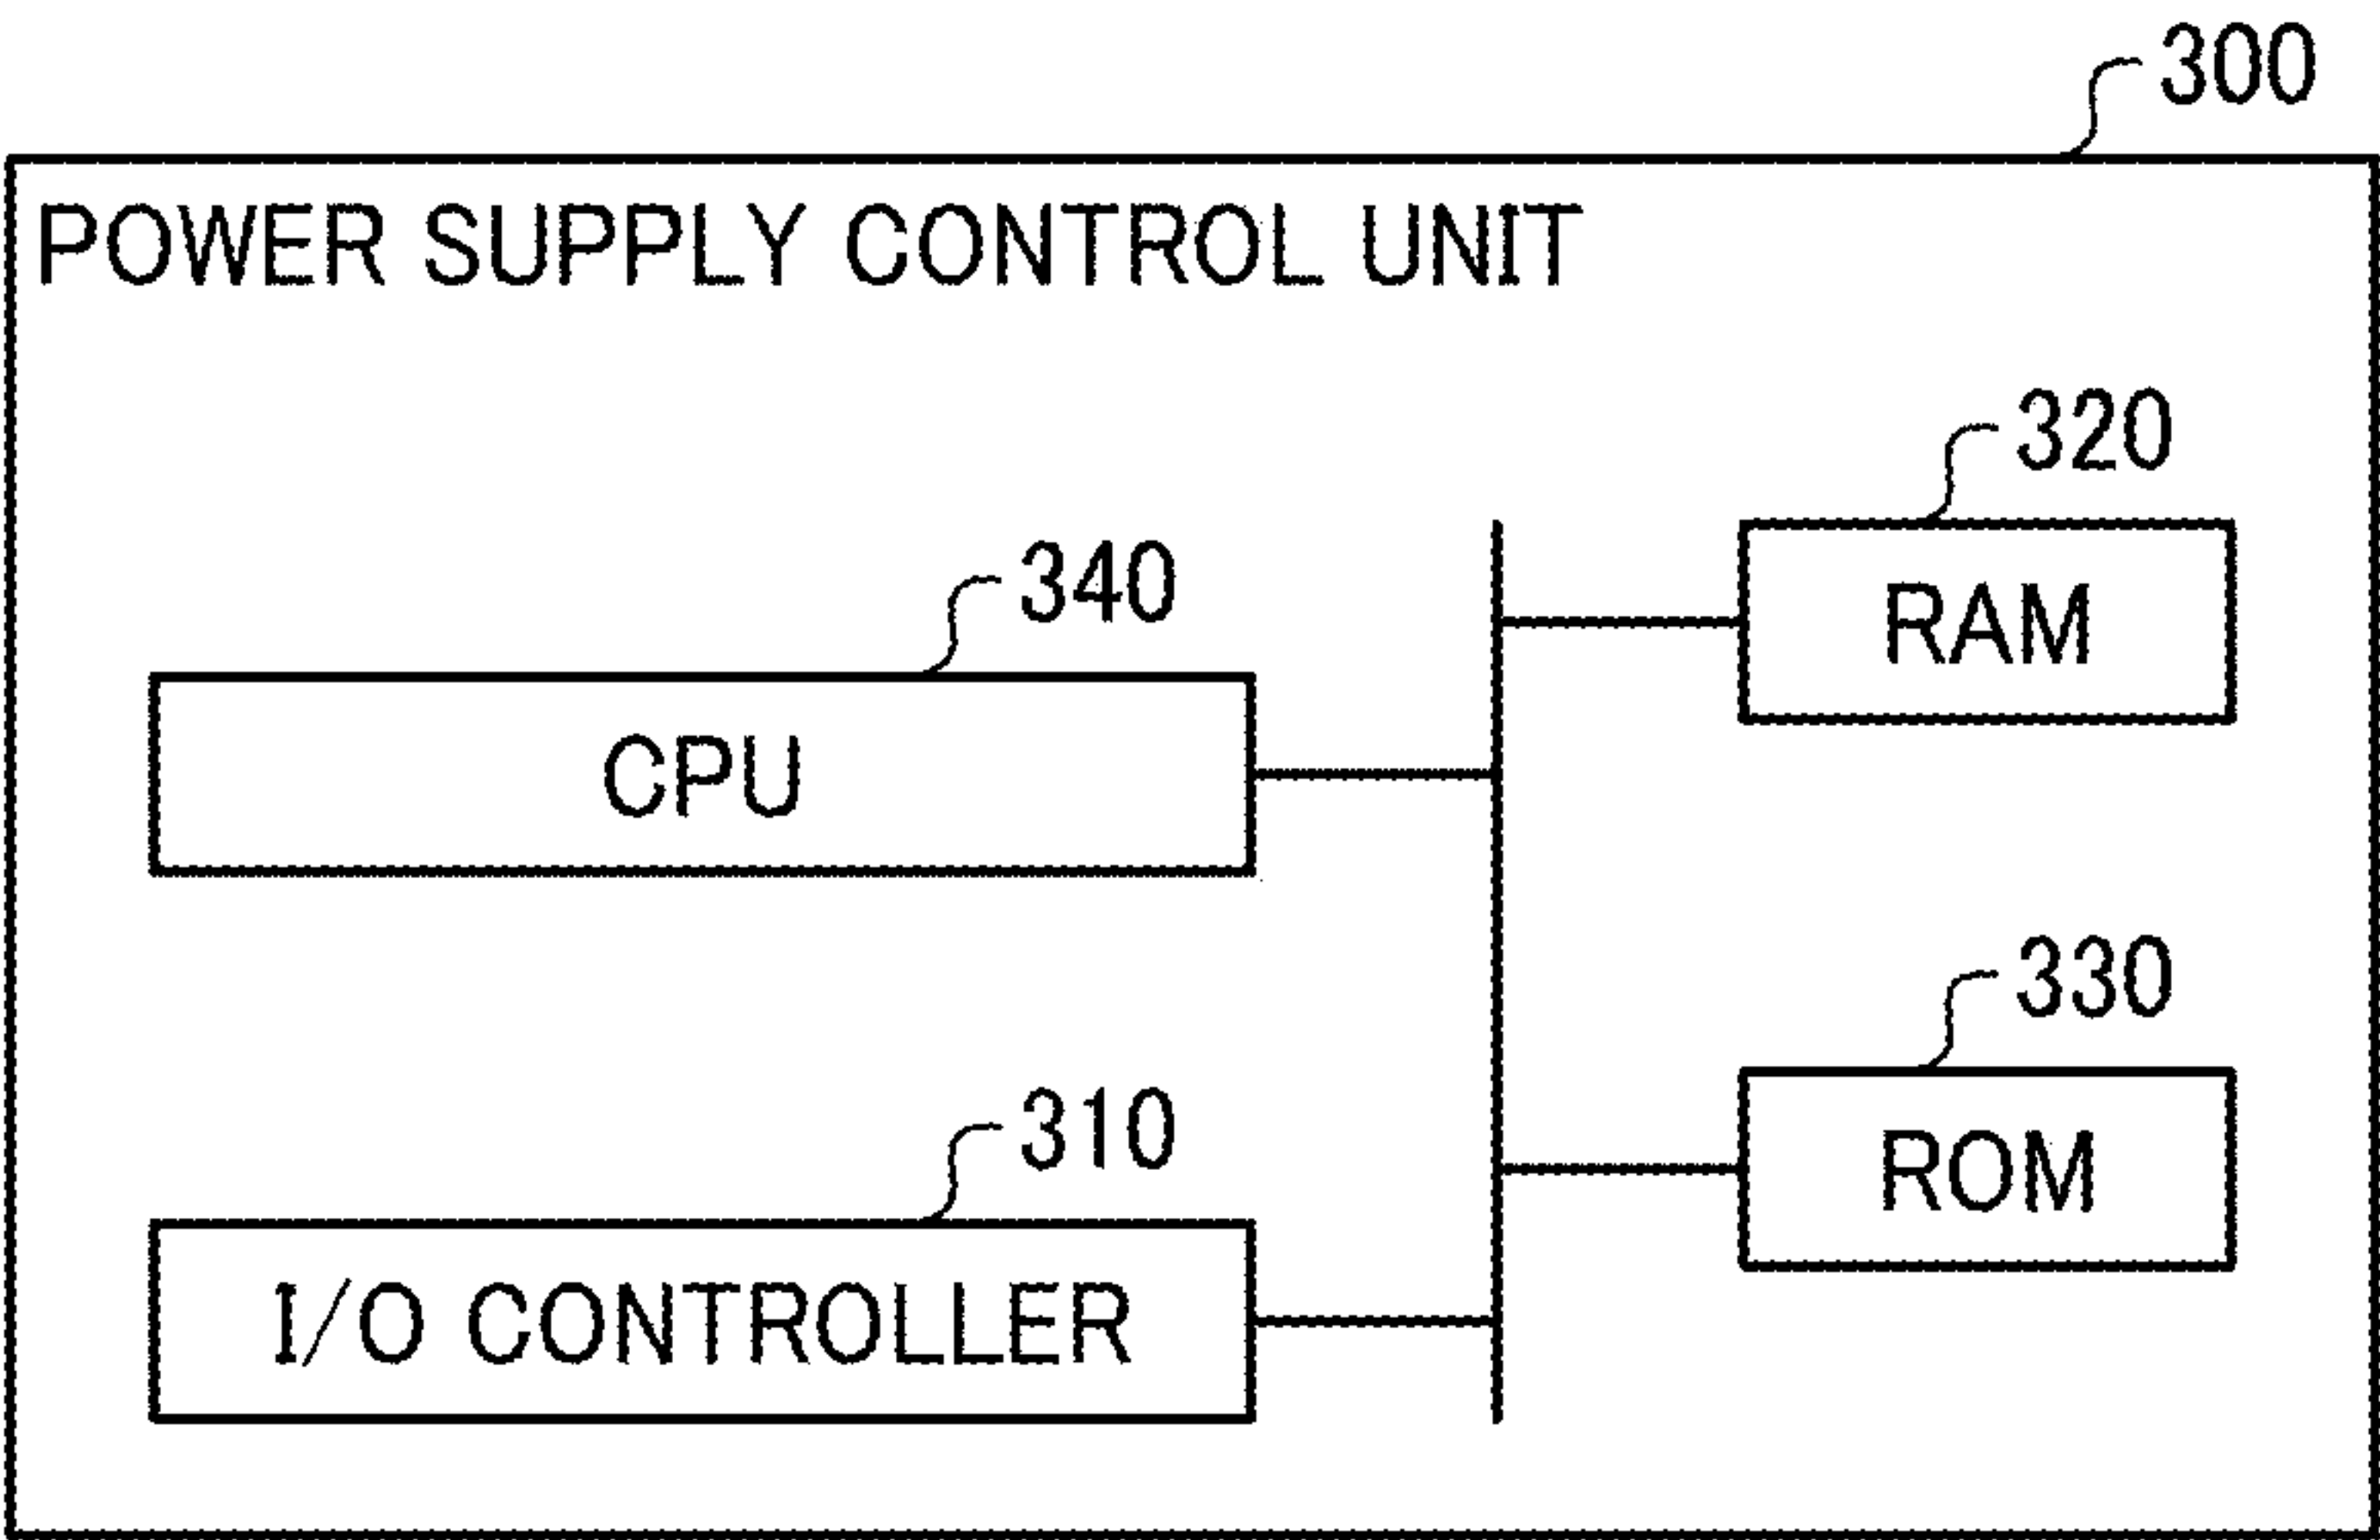 300
POWER SUPPLY CONTROL UNIT
320
RAM
340
CPU
330
ROM
310
I/O CONTROLLER